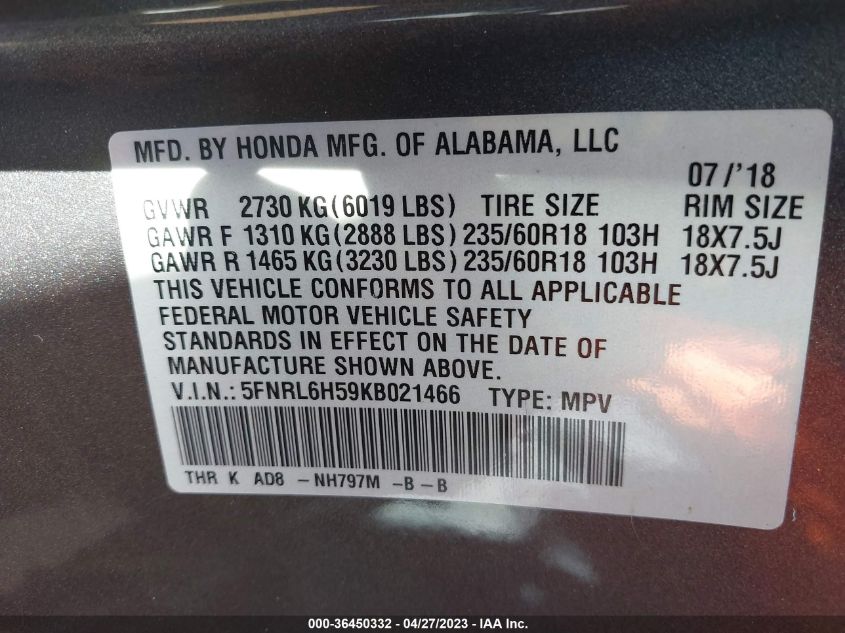 MFD. BY HONDA MFG. OF ALABAMA, LLC
07/'18
GVWR 2730 KG(6019 LBS) TIRE SIZE RIM SIZE
GAWR F 1310 KG(2888 LBS) 235/60R18 103H 18X7.5J
GAWR R 1465 KG(3230 LBS) 235/60R18 103H 18X7.5J
THIS VEHICLE CONFORMS TO ALL APPLICABLE
FEDERAL MOTOR VEHICLE SAFETY
STANDARDS IN EFFECT ON THE DATE OF
MANUFACTURE SHOWN ABOVE.
V.I.N.: 5FNRL6H59KB021466 TYPE: MPV
THR K AD8 -NH797M -B-B
000-36450332 - 04/27/2023 - IAA Inc.